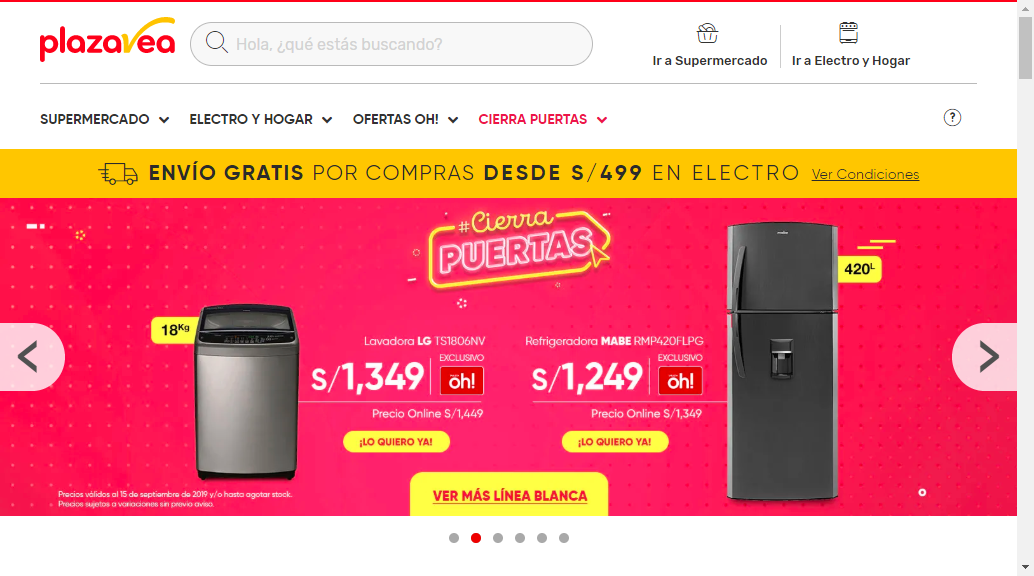 plazavea
Hola, ¿qué estás buscando?
Ir a Supermercado
Ir a Electro y Hogar
SUPERMERCADO
ELECTRO Y HOGAR
OFERTAS OH!
CIERRA PUERTAS
?
ENVÍO GRATIS POR COMPRAS DESDE S/499 EN ELECTRO Ver Condiciones
#Cierra
PUERTAS
18Kg
Lavadora LG TS1806NV
S/1,349
EXCLUSIVO
oh!
Precio Online S/1,449
¡LO QUIERO YA!
Refrigeradora MABE RMP420FLPG
S/1,249
EXCLUSIVO
oh!
Precio Online S/1,349
¡LO QUIERO YA!
420L
Precios válidos al 15 de septiembre de 2019 y/o hasta agotar stock.
Precios sujetos a variaciones sin previo aviso.
VER MÁS LÍNEA BLANCA